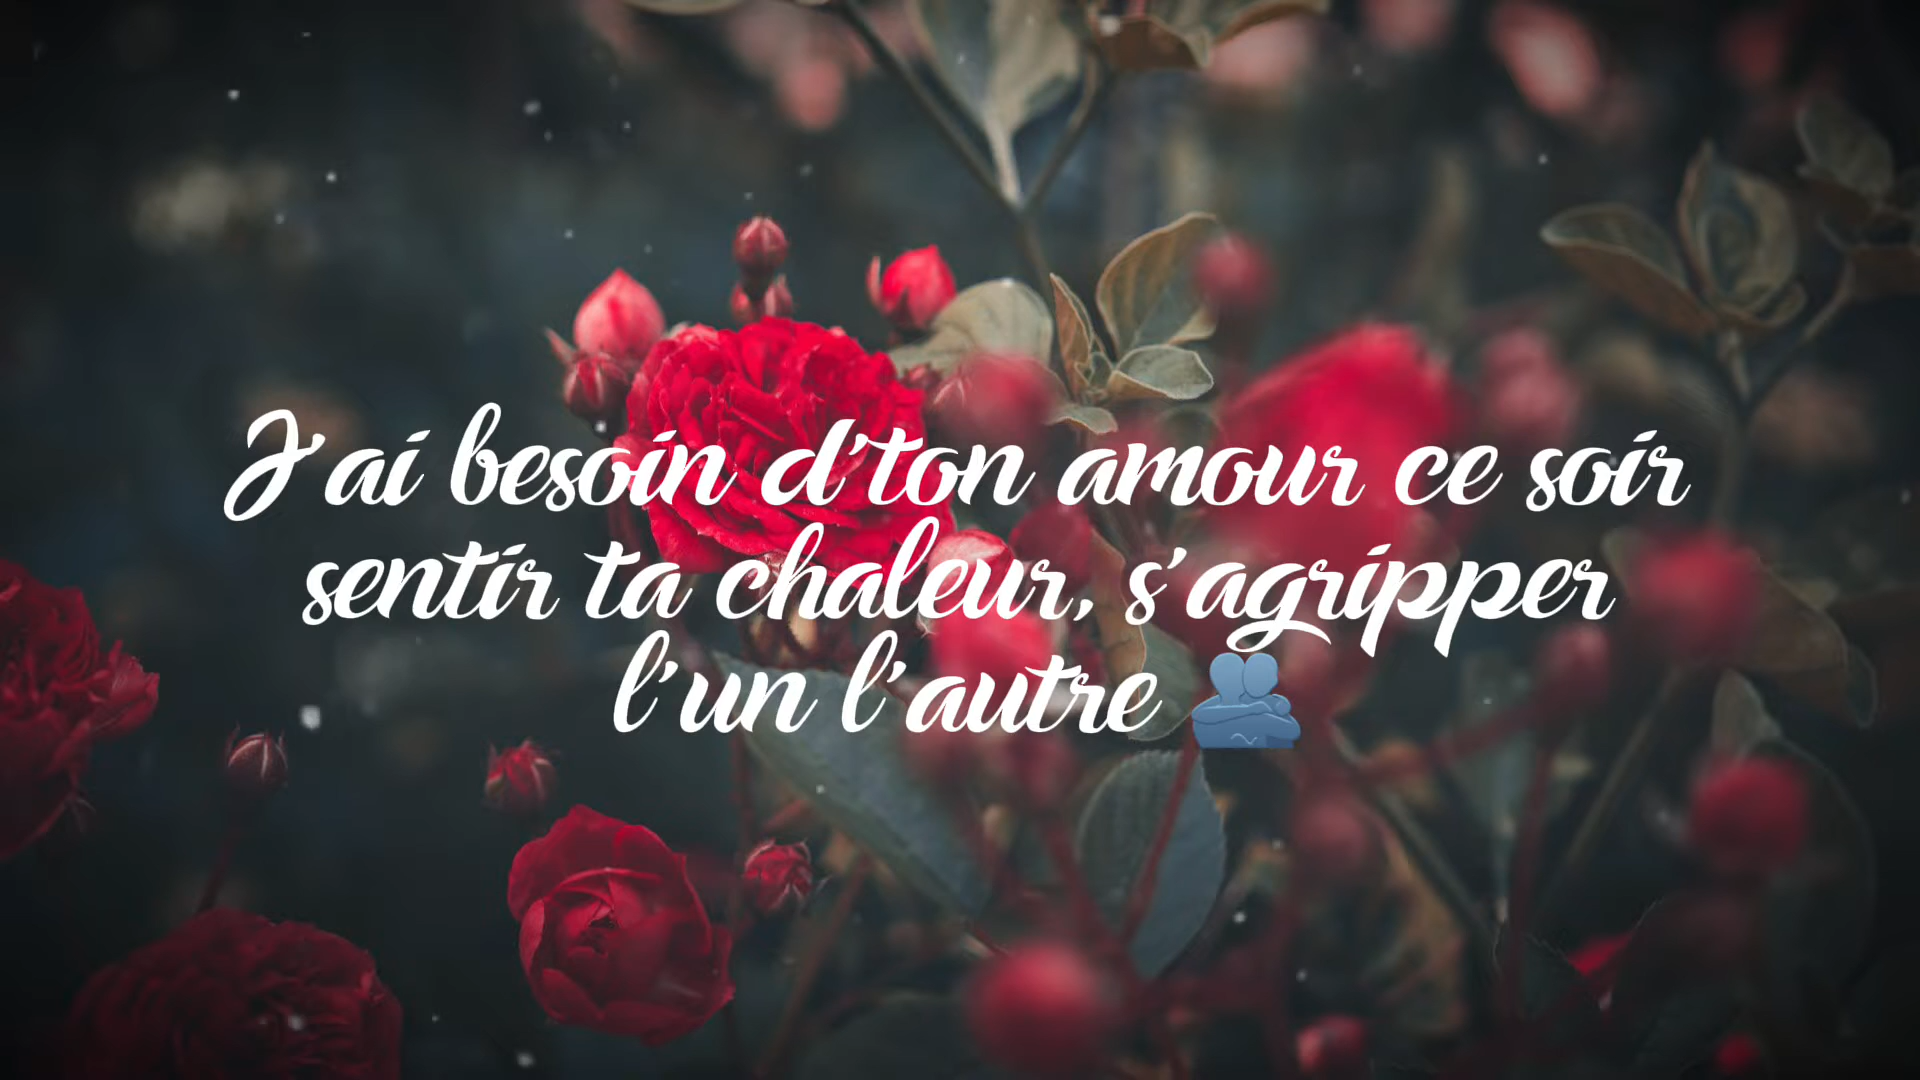 J'ai besoin d'ton amour ce soir
sentir ta chaleur, s'agripper
l'un l'autre 🫂